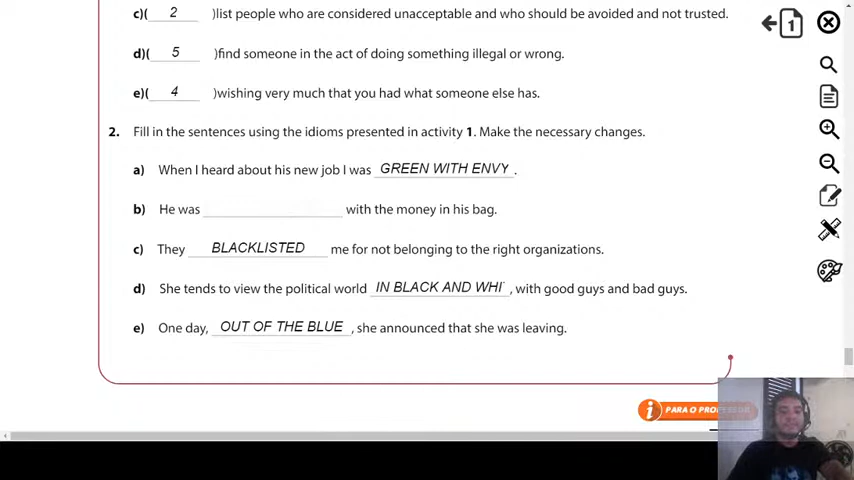 c)( 2 )list people who are considered unacceptable and who should be avoided and not trusted.
d)( 5 )find someone in the act of doing something illegal or wrong.
e)( 4 )wishing very much that you had what someone else has.
2. Fill in the sentences using the idioms presented in activity 1. Make the necessary changes.
a) When I heard about his new job I was GREEN WITH ENVY .
b) He was ____ with the money in his bag.
c) They BLACKLISTED me for not belonging to the right organizations.
d) She tends to view the political world IN BLACK AND WHI , with good guys and bad guys.
e) One day, OUT OF THE BLUE , she announced that she was leaving.
i PARA O PROFESSOR
1